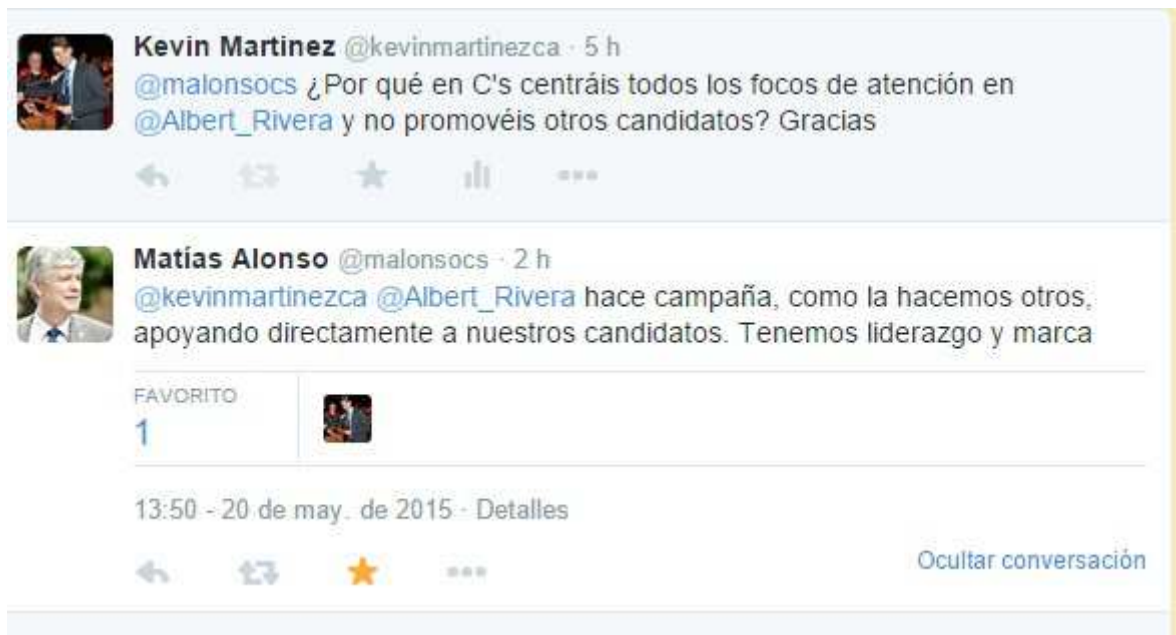 Kevin Martinez @kevinmartinezca · 5 h
@malonsocs ¿Por qué en C's centráis todos los focos de atención en
@Albert_Rivera y no promovéis otros candidatos? Gracias
Matías Alonso @malonsocs · 2 h
@kevinmartinezca @Albert_Rivera hace campaña, como la hacemos otros,
apoyando directamente a nuestros candidatos. Tenemos liderazgo y marca
FAVORITO
1
13:50 - 20 de may. de 2015 · Detalles
Ocultar conversación